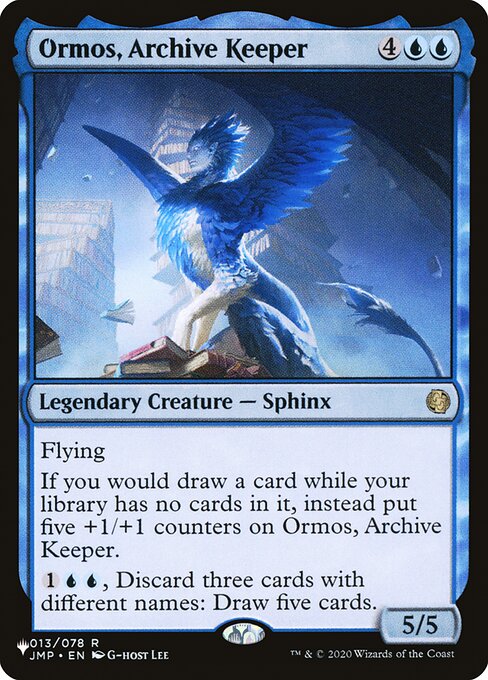 Ormos, Archive Keeper 4
Legendary Creature — Sphinx
Flying
If you would draw a card while your
library has no cards in it, instead put
five +1/+1 counters on Ormos, Archive
Keeper.
1, Discard three cards with
different names: Draw five cards.
5/5
013/078 R
JMP • EN G-HOST LEE
™ & © 2020 Wizards of the Coast